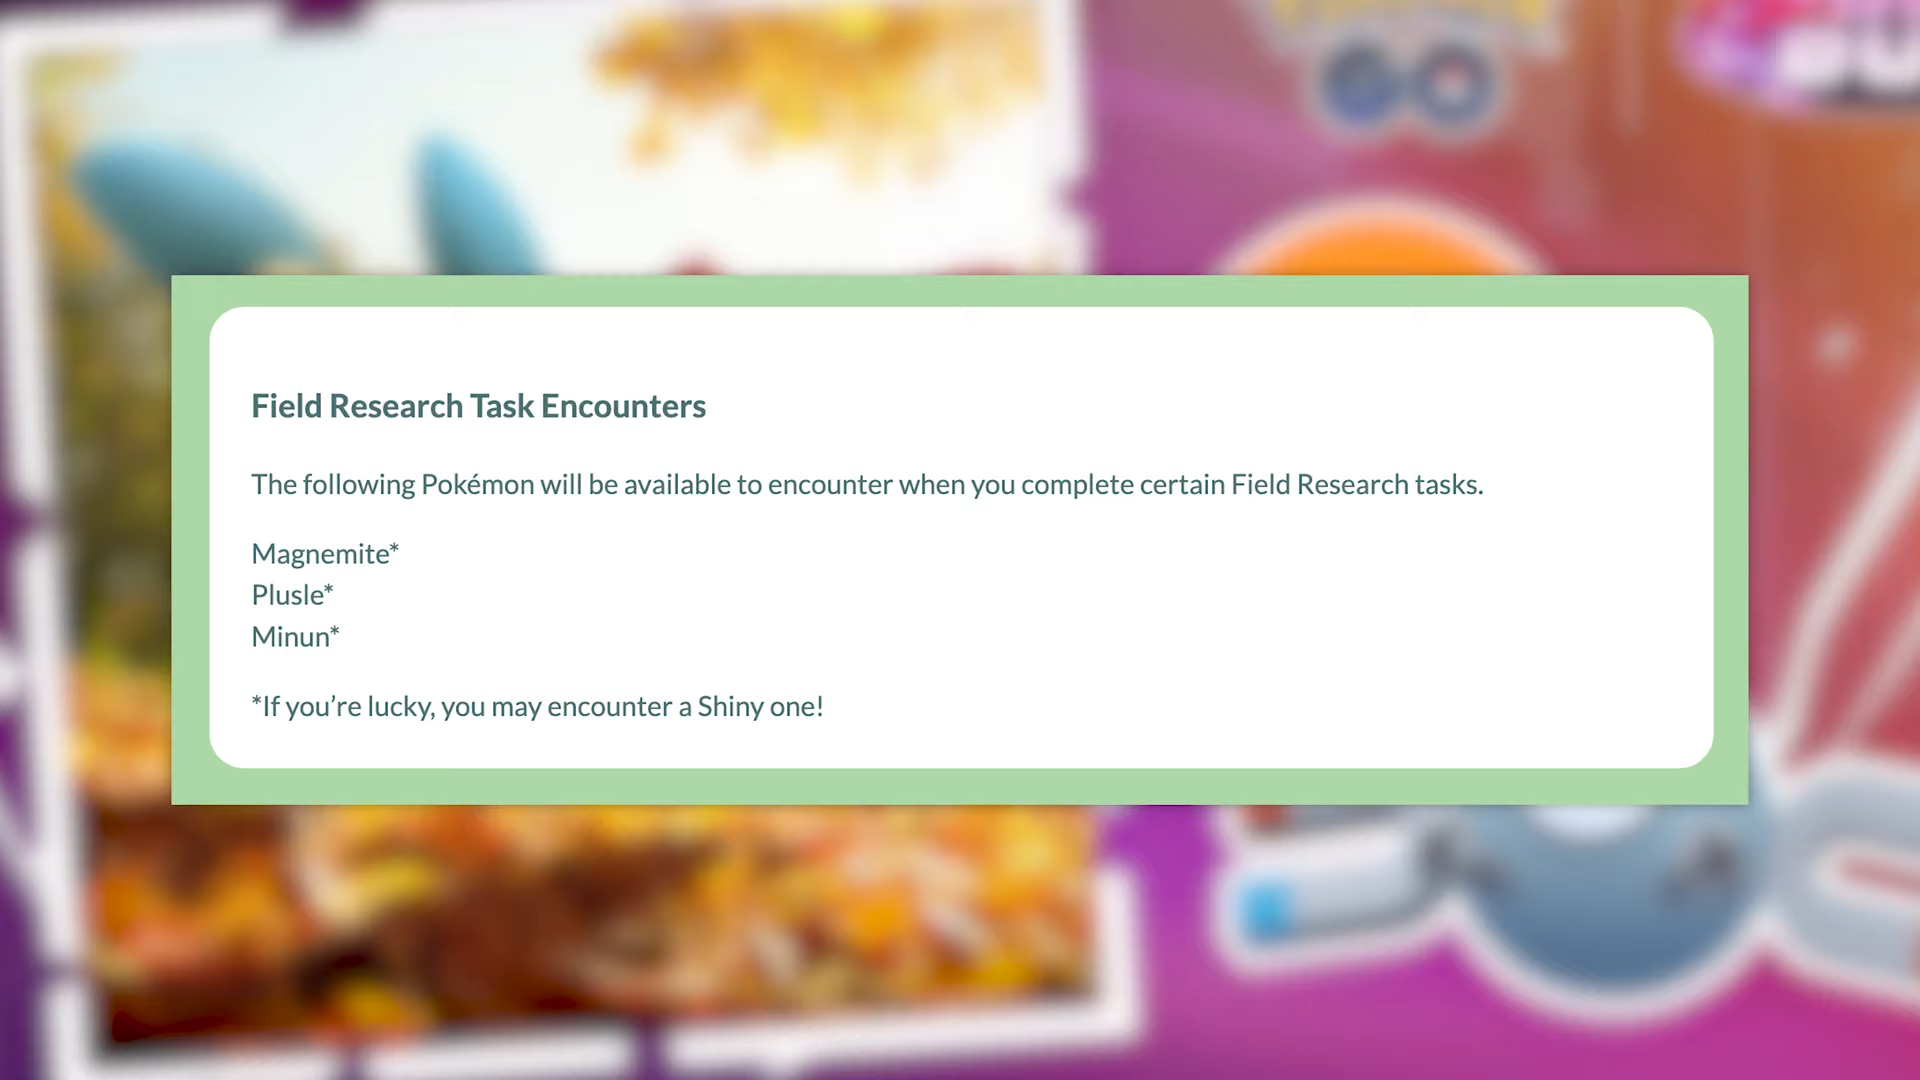 GO
Field Research Task Encounters
The following Pokémon will be available to encounter when you complete certain Field Research tasks.
Magnemite*
Plusle*
Minun*
*If you’re lucky, you may encounter a Shiny one!